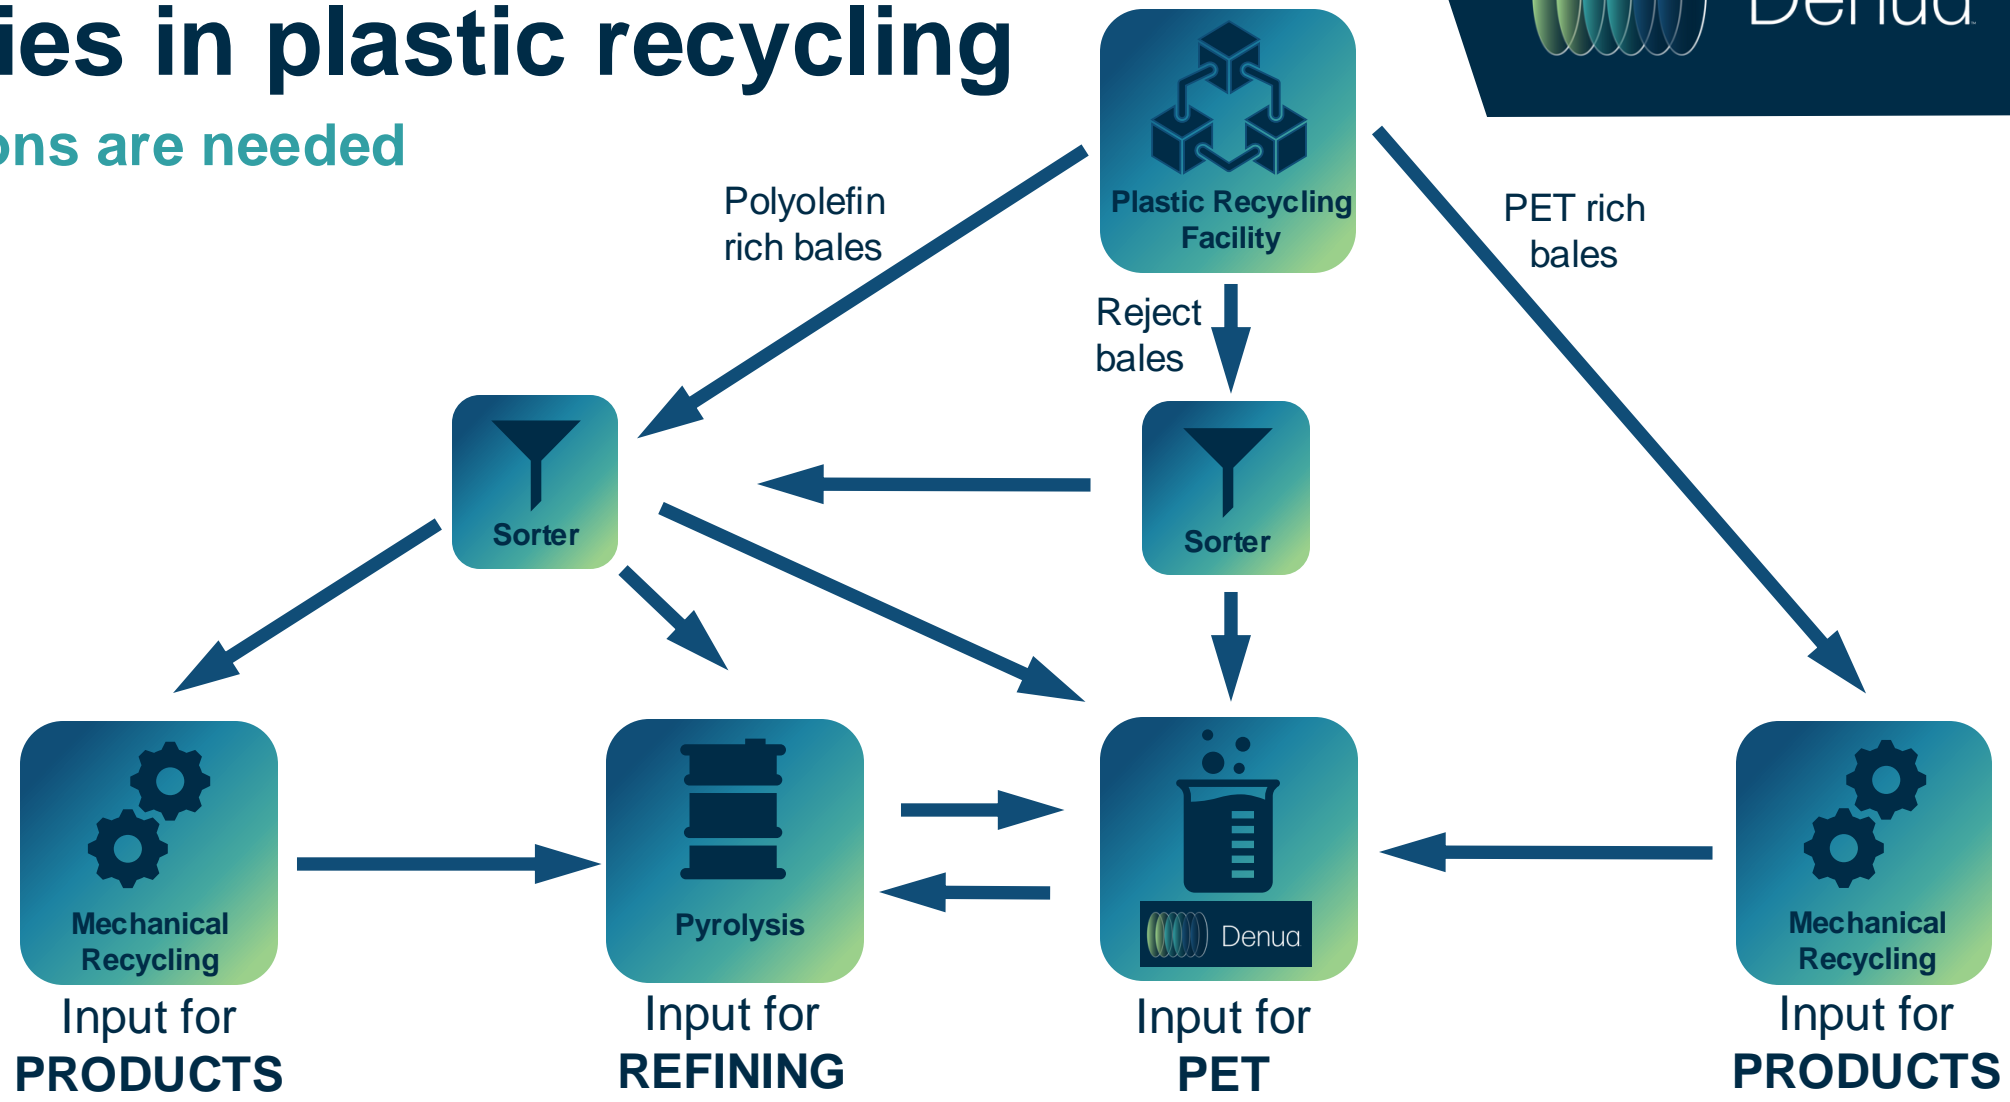 ies in plastic recycling
ons are needed
Denua
Plastic Recycling
Facility
Polyolefin
rich bales
PET rich
bales
Reject
bales
Sorter
Sorter
Mechanical
Recycling
Pyrolysis
Denua
Mechanical
Recycling
Input for
PRODUCTS
Input for
REFINING
Input for
PET
Input for
PRODUCTS